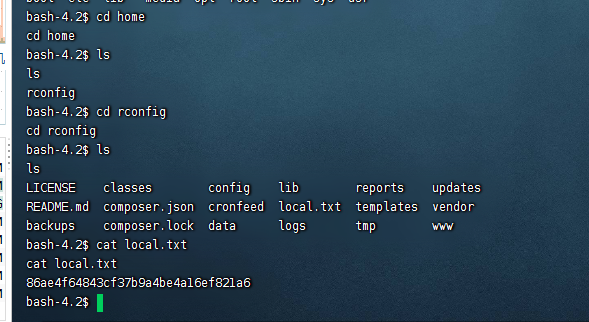 bash-4.2$ cd home
cd home
bash-4.2$ ls
ls
rconfig
bash-4.2$ cd rconfig
cd rconfig
bash-4.2$ ls
ls
LICENSE    classes        config    lib        reports    updates
README.md  composer.json  cronfeed  local.txt  templates  vendor
backups    composer.lock  data      logs       tmp        www
bash-4.2$ cat local.txt
cat local.txt
86ae4f64843cf37b9a4be4a16ef821a6
bash-4.2$